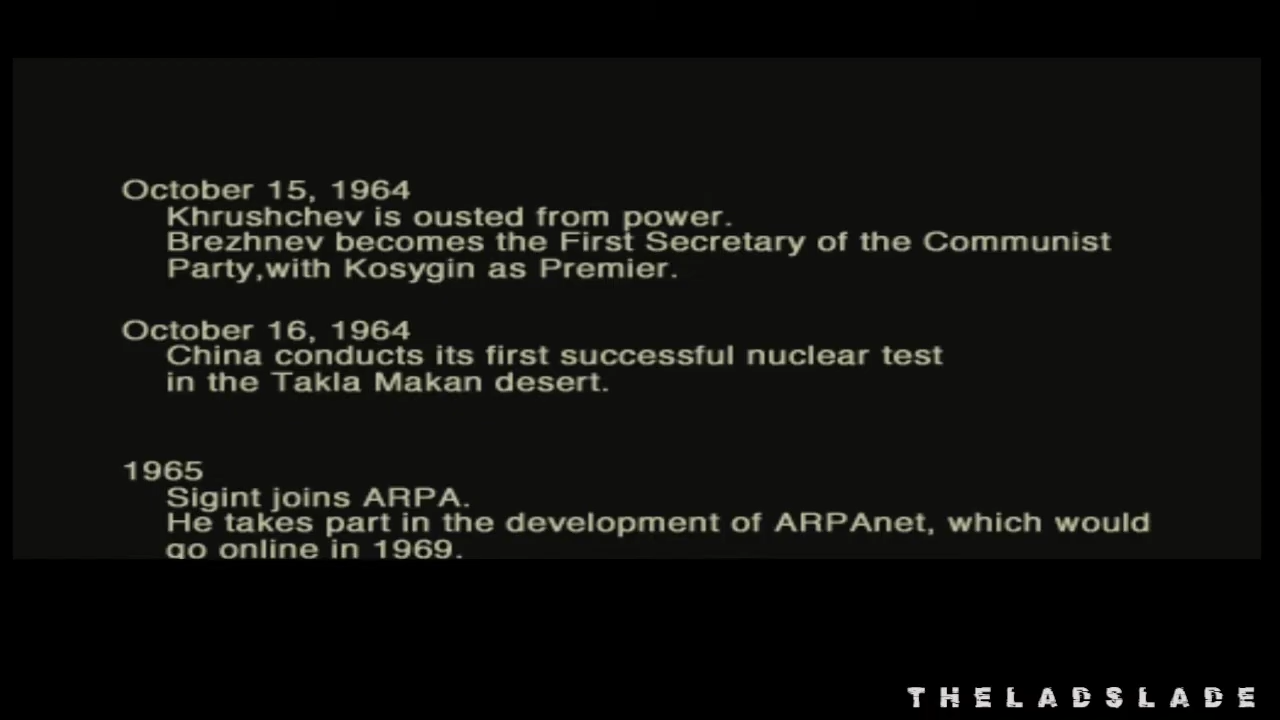 October 15, 1964
Khrushchev is ousted from power.
Brezhnev becomes the First Secretary of the Communist
Party,with Kosygin as Premier.
October 16, 1964
China conducts its first successful nuclear test
in the Takla Makan desert.
1965
Sigint joins ARPA.
He takes part in the development of ARPAnet, which would
go online in 1969.
THELADSLADE